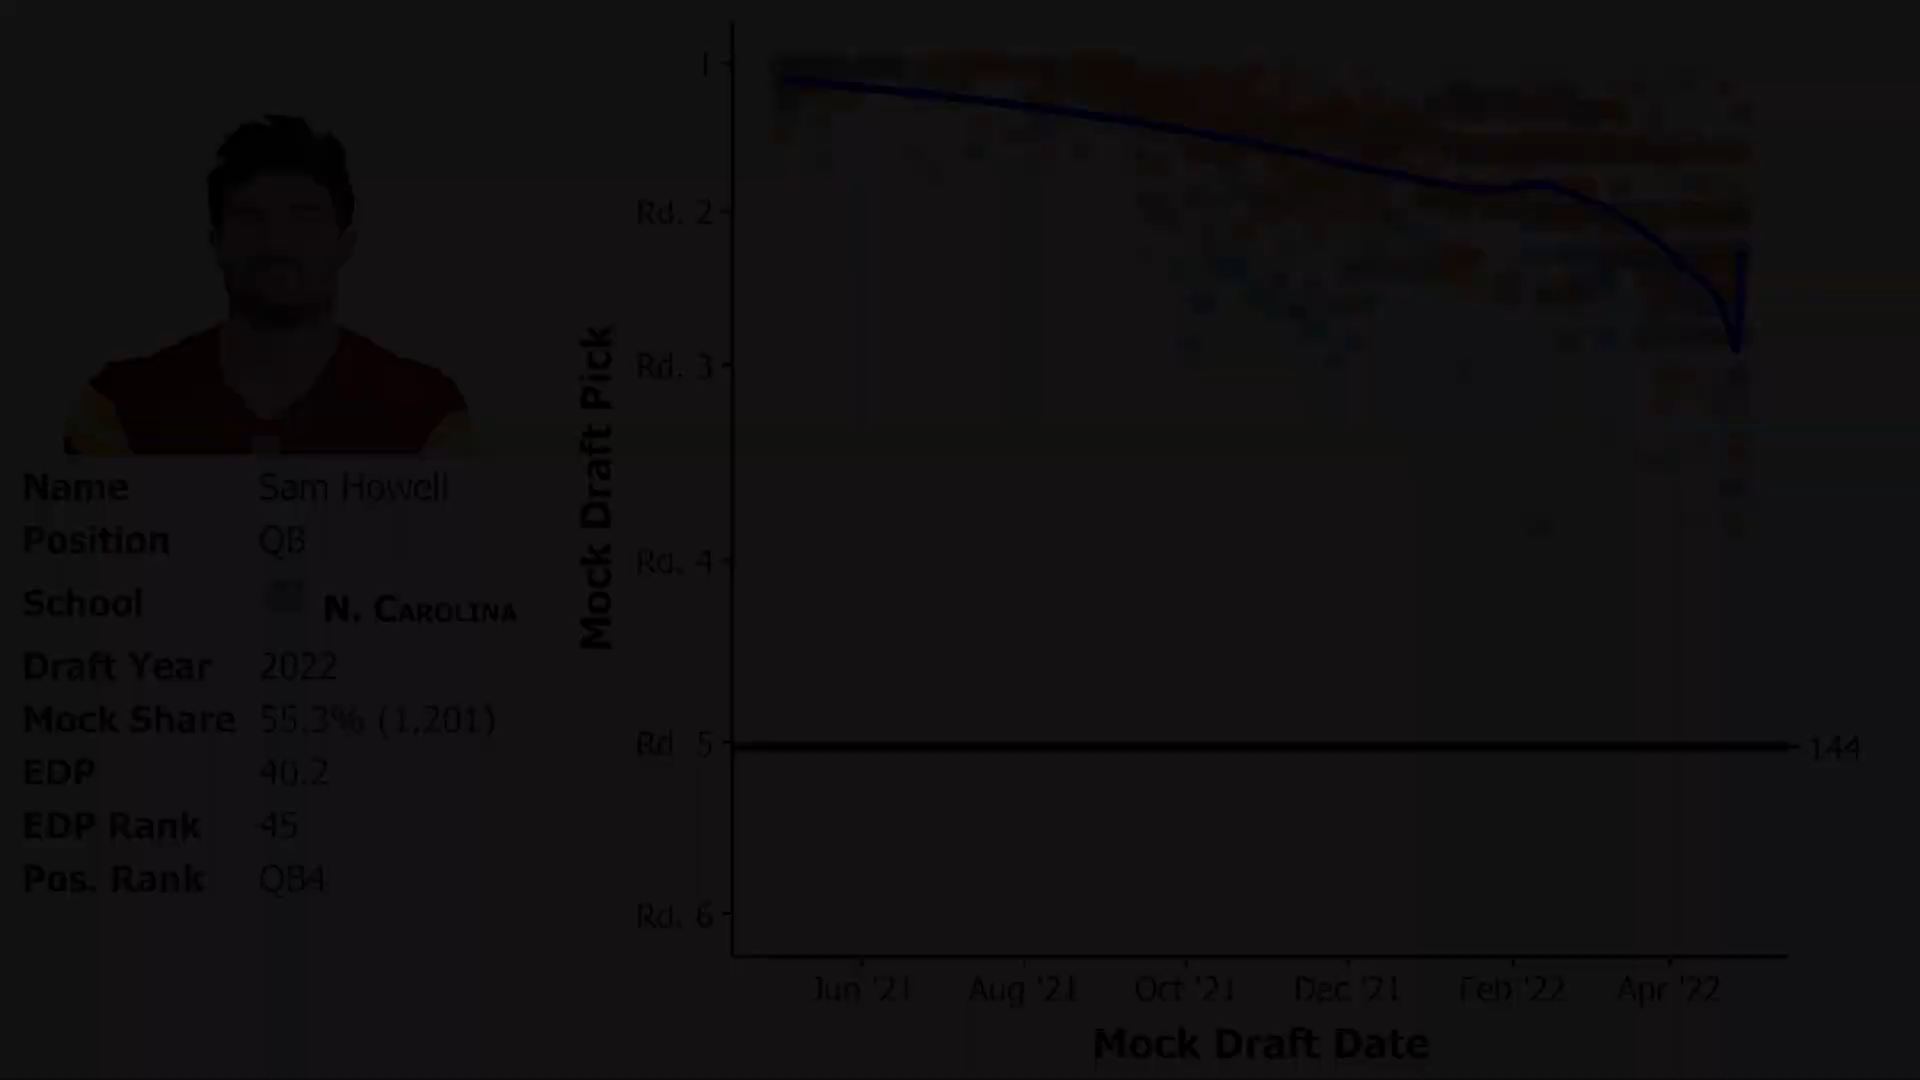 Name Sam Howell
Position QB
School N. CAROLINA
Draft Year 2022
Mock Share 55.3% (1,201)
EDP 40.2
EDP Rank 45
Pos. Rank QB4
Mock Draft Pick
1
Rd. 2
Rd. 3
Rd. 4
Rd. 5
Rd. 6
144
Jun '21 Aug '21 Oct '21 Dec '21 Feb '22 Apr '22
Mock Draft Date